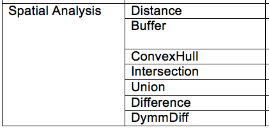 Spatial Analysis Distance
Buffer
ConvexHull
Intersection
Union
Difference
DymmDiff